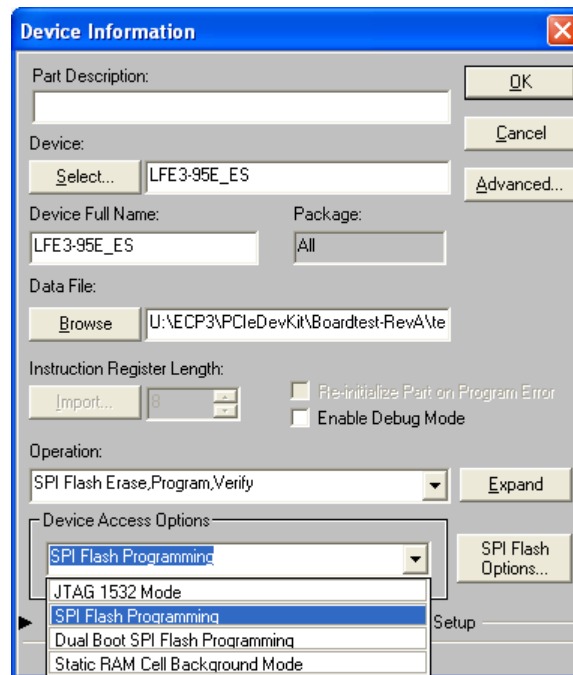 Device Information
Part Description:
OK
Device:
Cancel
Select...
LFE3-95E_ES
Advanced...
Device Full Name:
Package:
LFE3-95E_ES
All
Data File:
Browse
U:\ECP3\PCIeDevKit\Boardtest-RevA\te
Instruction Register Length:
Import...
8
Re-initialize Part on Program Error
Enable Debug Mode
Operation:
SPI Flash Erase,Program,Verify
Expand
Device Access Options
SPI Flash Programming
SPI Flash
Options...
JTAG 1532 Mode
SPI Flash Programming
Setup
Dual Boot SPI Flash Programming
Static RAM Cell Background Mode